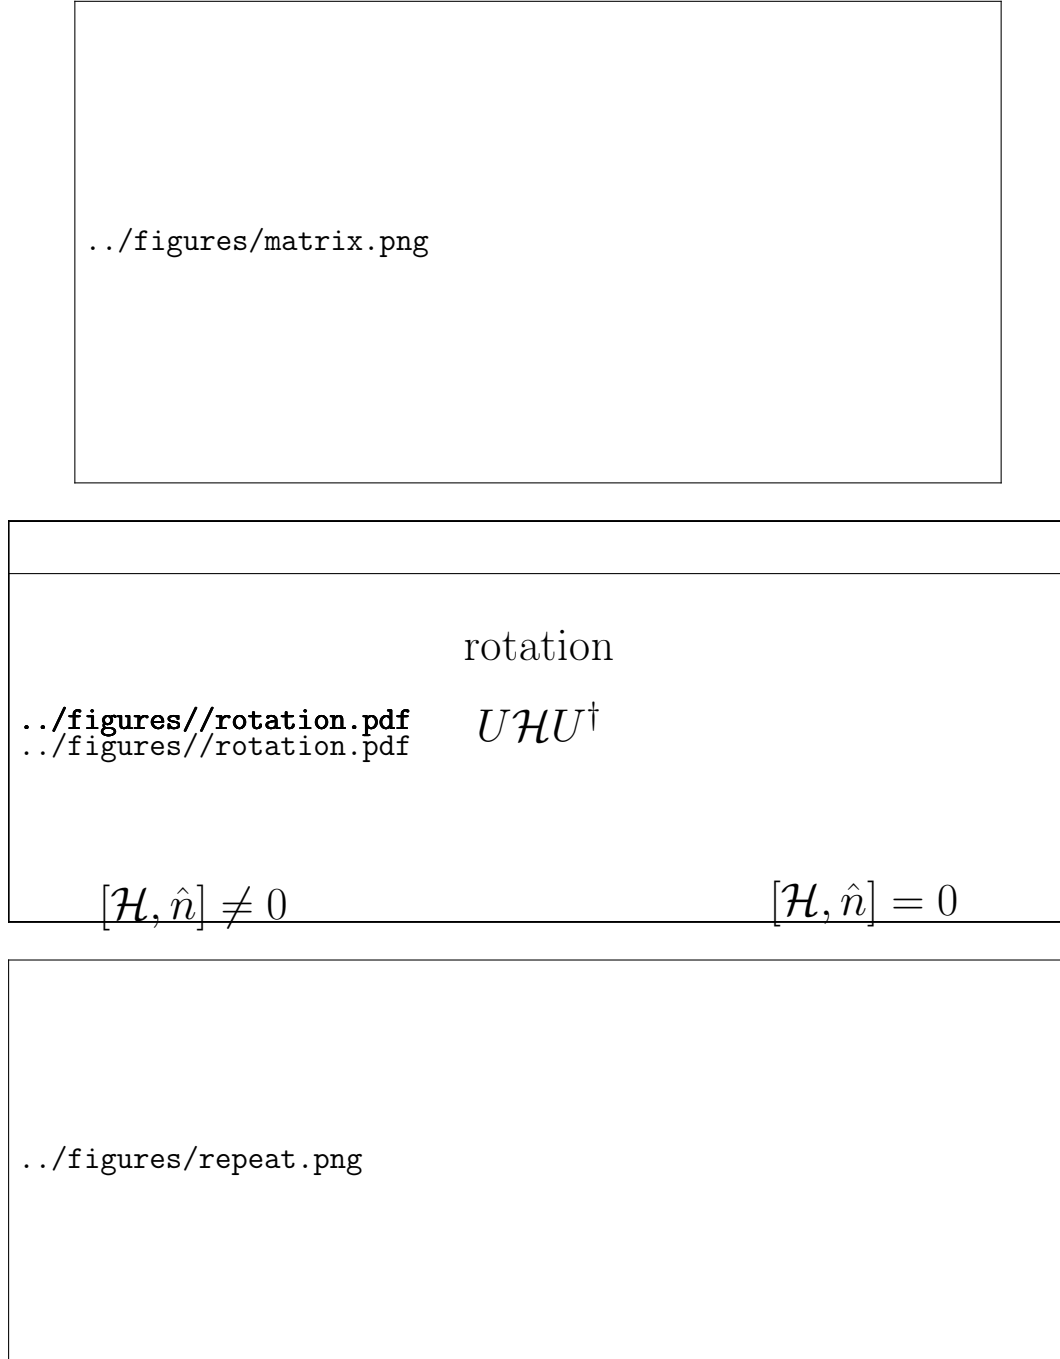 ../figures/matrix.png
rotation
../figures//rotation.pdf
../figures//rotation.pdf
U𝓗U†
[𝓗, n̂] ≠ 0
[𝓗, n̂] = 0
../figures/repeat.png